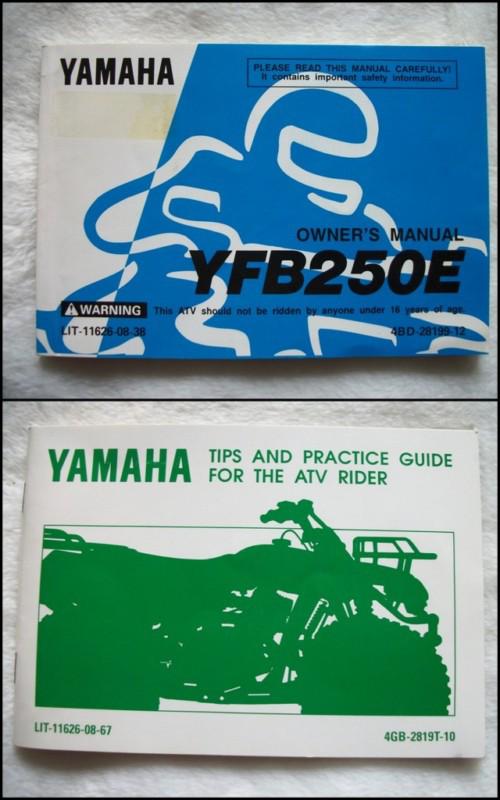 YAMAHA
PLEASE READ THIS MANUAL CAREFULLY!
It contains important safety information.
OWNER'S MANUAL
YFB250E
WARNING This ATV should not be ridden by anyone under 16 years of age.
LIT-11626-08-38 4BD-28199-12
YAMAHA
TIPS AND PRACTICE GUIDE
FOR THE ATV RIDER
LIT-11626-08-67 4GB-2819T-10